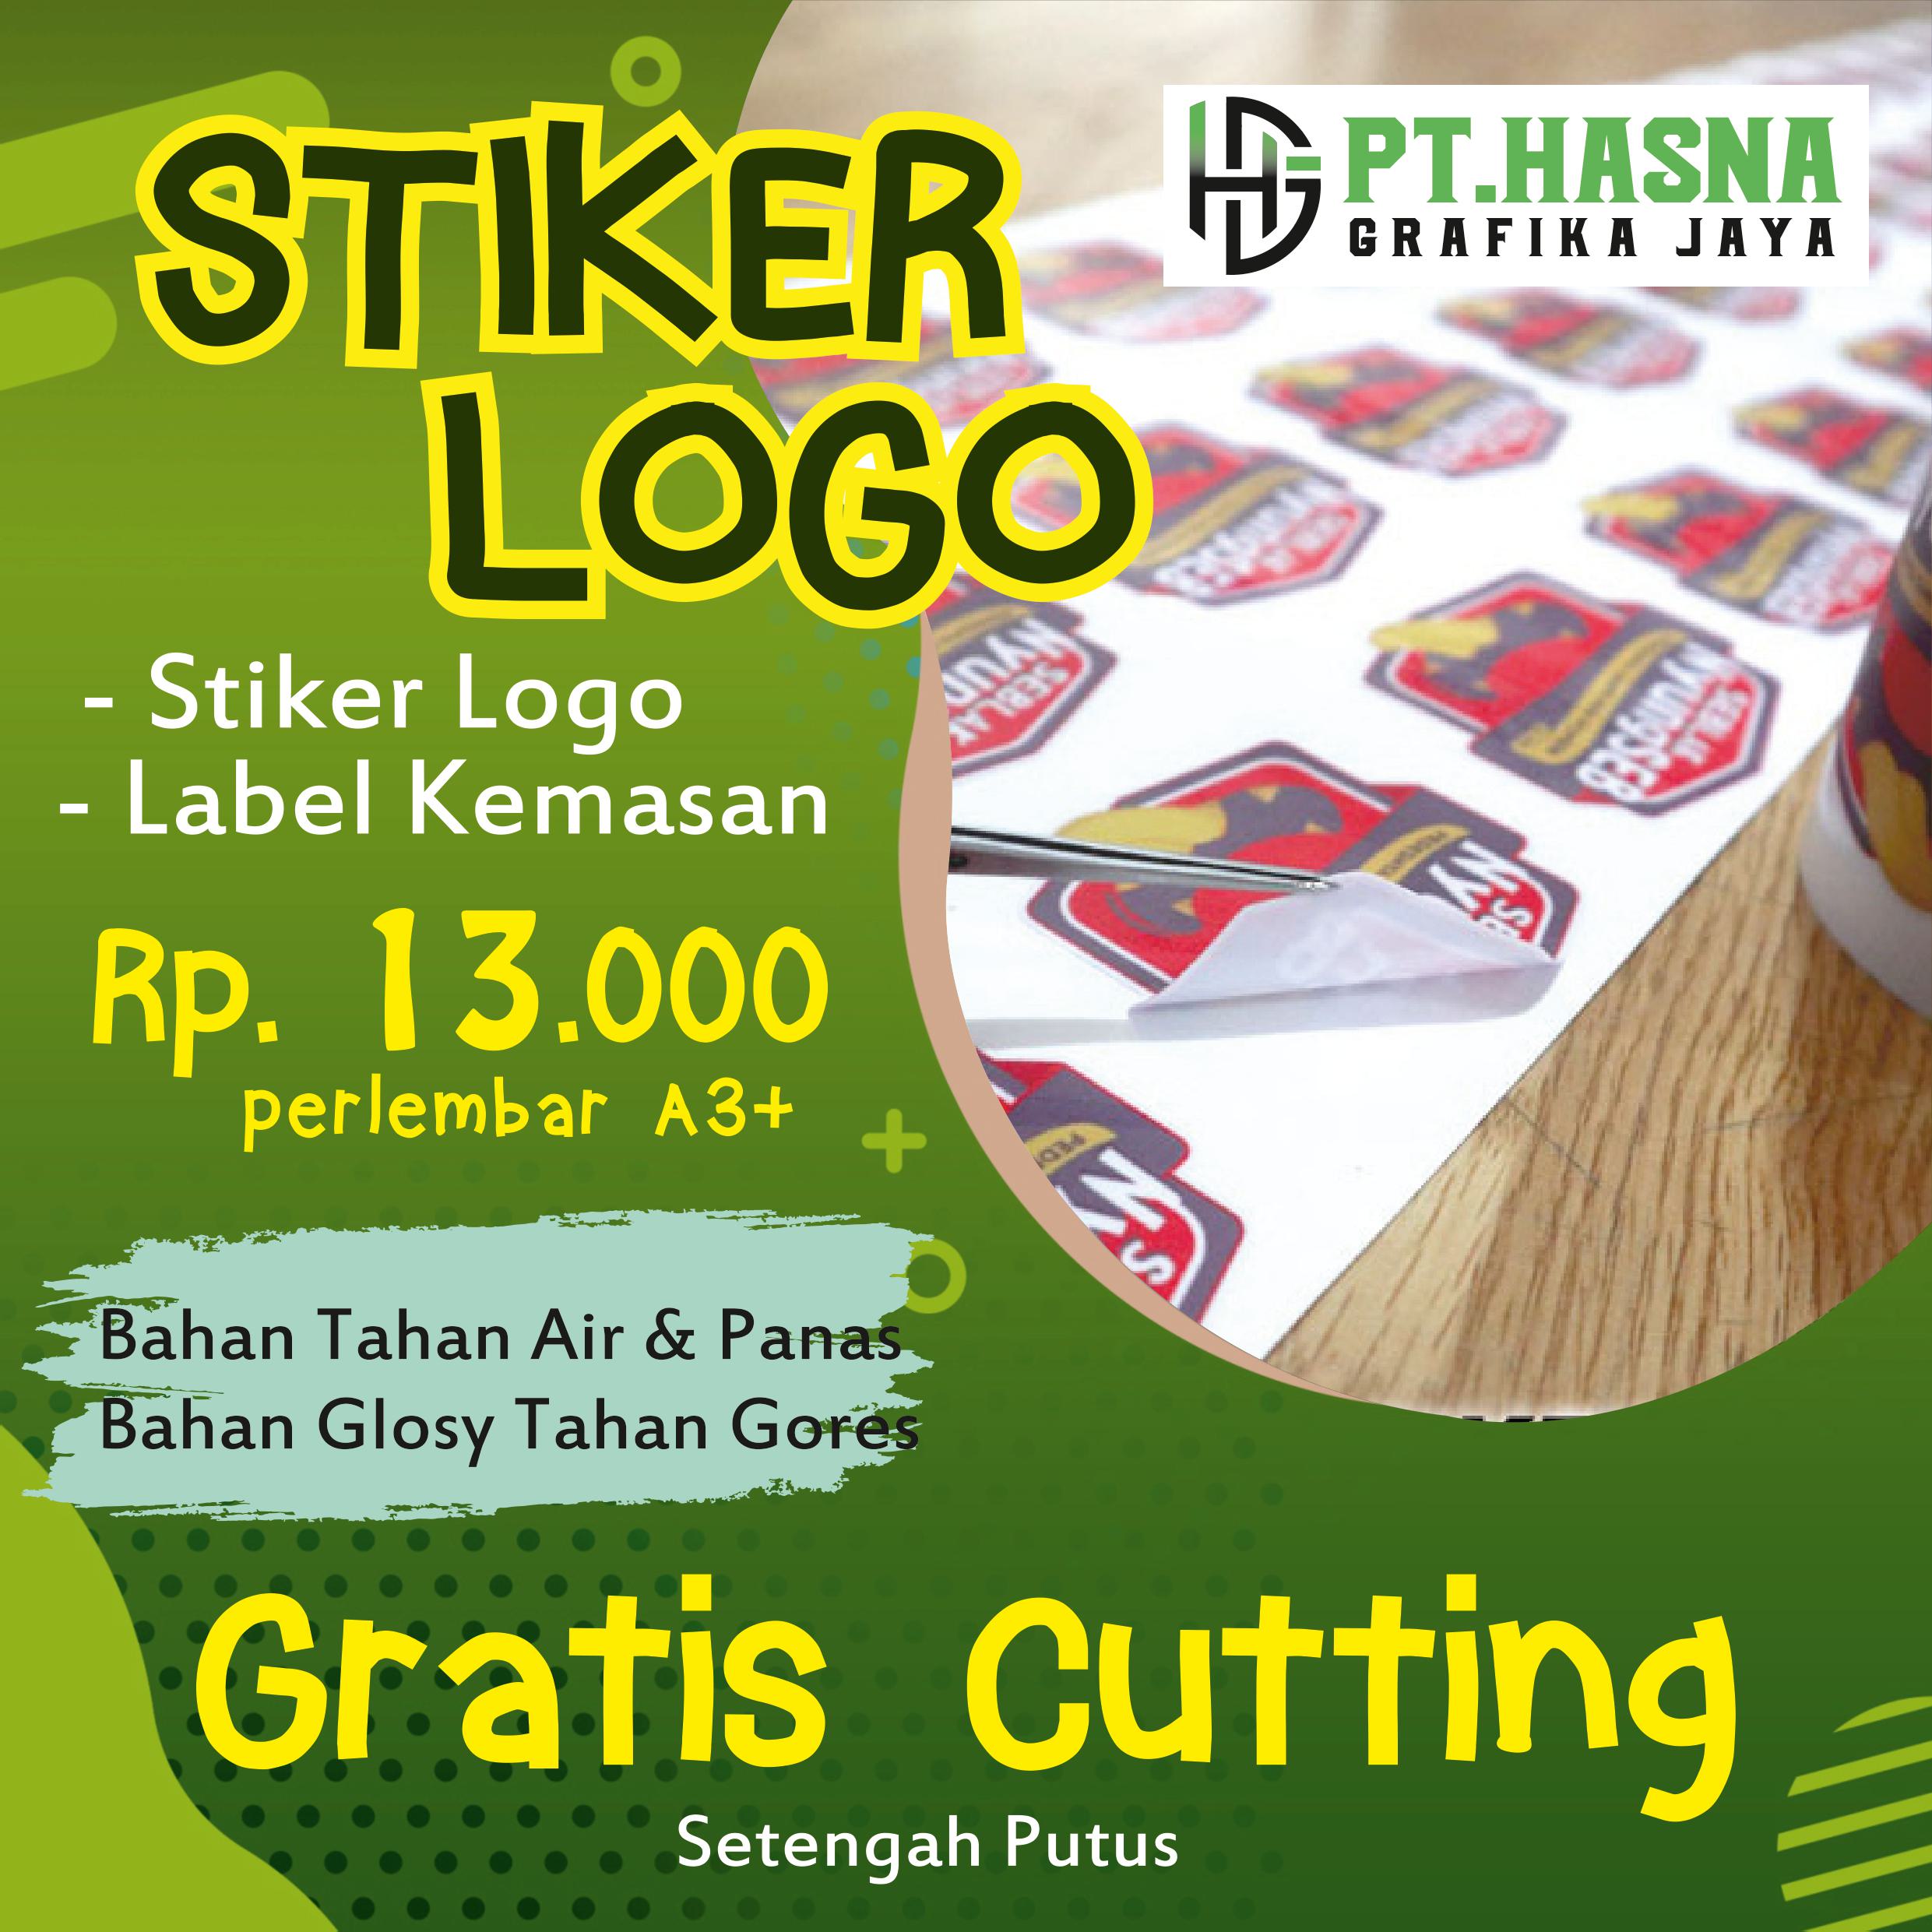 STIKER
LOGO
PT.HASNA
GRAFIKA JAYA
- Stiker Logo
- Label Kemasan
Rp. 13.000
perlembar A3+
Bahan Tahan Air & Panas
Bahan Glosy Tahan Gores
Gratis Cutting
Setengah Putus